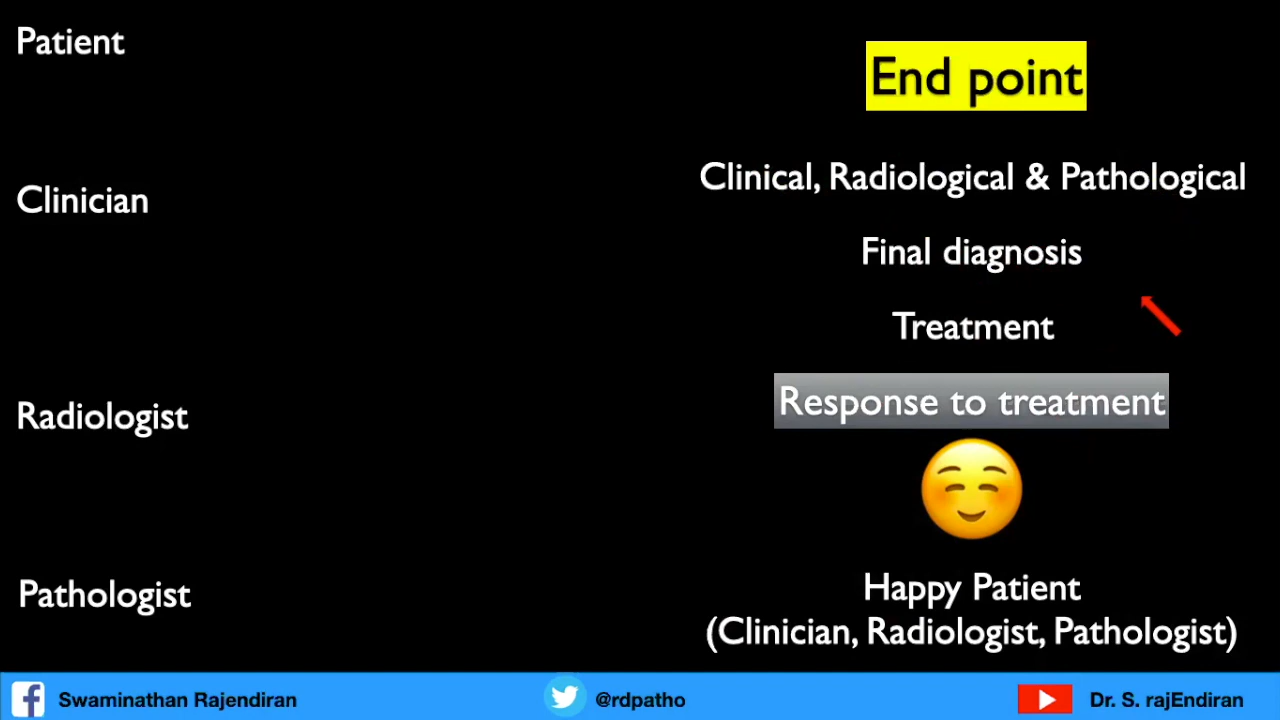 Patient
Clinician
Radiologist
Pathologist
End point
Clinical, Radiological & Pathological
Final diagnosis
Treatment
Response to treatment
Happy Patient
(Clinician, Radiologist, Pathologist)
Swaminathan Rajendiran
@rdpatho
Dr. S. rajEndiran